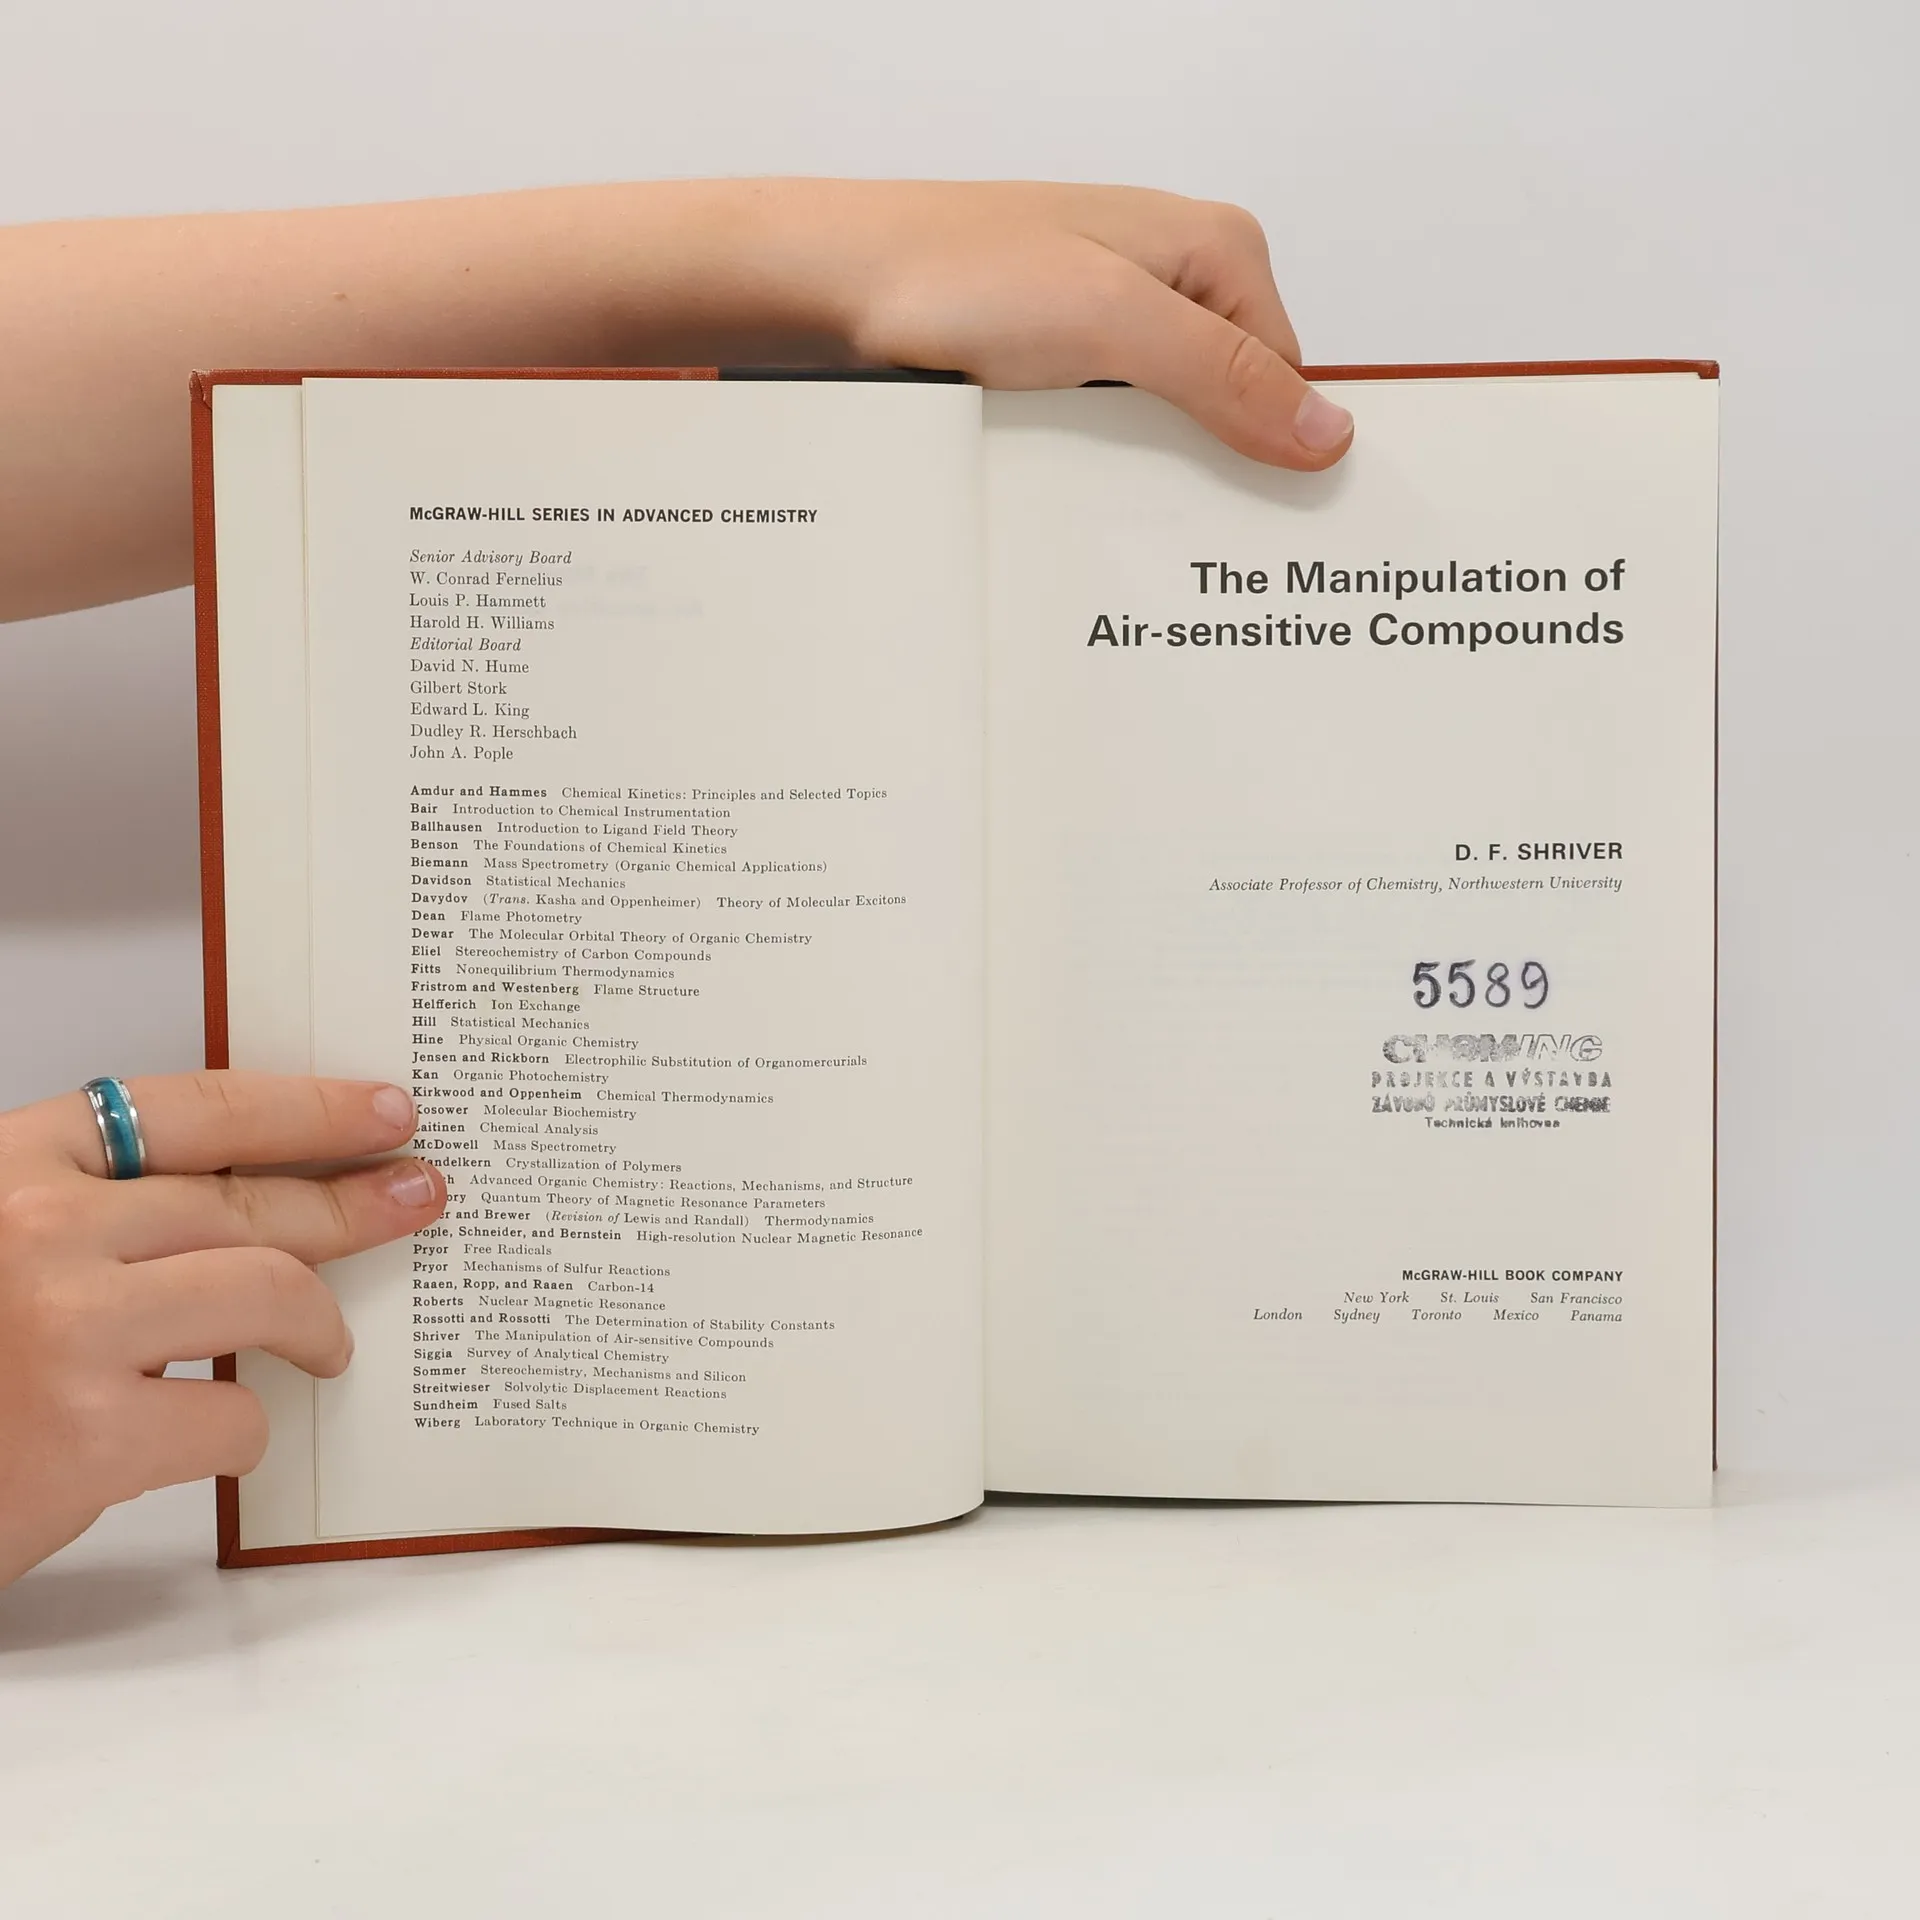 McGRAW-HILL SERIES IN ADVANCED CHEMISTRY
Senior Advisory Board
W. Conrad Fernelius
Louis P. Hammett
Harold H. Williams
Editorial Board
David N. Hume
Gilbert Stork
Edward L. King
Dudley R. Herschbach
John A. Pople
Amdur and Hammes Chemical Kinetics: Principles and Selected Topics
Bair Introduction to Chemical Instrumentation
Ballhausen Introduction to Ligand Field Theory
Benson The Foundations of Chemical Kinetics
Biemann Mass Spectrometry (Organic Chemical Applications)
Davidson Statistical Mechanics
Davydov (Trans. Kasha and Oppenheimer) Theory of Molecular Excitons
Dean Flame Photometry
Dewar The Molecular Orbital Theory of Organic Chemistry
Eliel Stereochemistry of Carbon Compounds
Fitts Nonequilibrium Thermodynamics
Fristrom and Westenberg Flame Structure
Helfferich Ion Exchange
Hill Statistical Mechanics
Hine Physical Organic Chemistry
Jensen and Rickborn Electrophilic Substitution of Organomercurials
Kan Organic Photochemistry
Kirkwood and Oppenheim Chemical Thermodynamics
Kosower Molecular Biochemistry
Laitinen Chemical Analysis
McDowell Mass Spectrometry
Mandelkern Crystallization of Polymers
Advanced Organic Chemistry: Reactions, Mechanisms, and Structure
Quantum Theory of Magnetic Resonance Parameters
and Brewer (Revision of Lewis and Randall) Thermodynamics
Pople, Schneider, and Bernstein High-resolution Nuclear Magnetic Resonance
Pryor Free Radicals
Pryor Mechanisms of Sulfur Reactions
Raaen, Ropp, and Raaen Carbon-14
Roberts Nuclear Magnetic Resonance
Rossotti and Rossotti The Determination of Stability Constants
Shriver The Manipulation of Air-sensitive Compounds
Siggia Survey of Analytical Chemistry
Sommer Stereochemistry, Mechanisms and Silicon
Streitwieser Solvolytic Displacement Reactions
Sundheim Fused Salts
Wiberg Laboratory Technique in Organic Chemistry
The Manipulation of
Air-sensitive Compounds
D. F. SHRIVER
Associate Professor of Chemistry, Northwestern University
5589
PROJEKCE A VÝSTAVBA
ZÁVODŮ PRŮMYSLOVÉ CHEMIE
Technická knihovna
McGRAW-HILL BOOK COMPANY
New York St. Louis San Francisco
London Sydney Toronto Mexico Panama